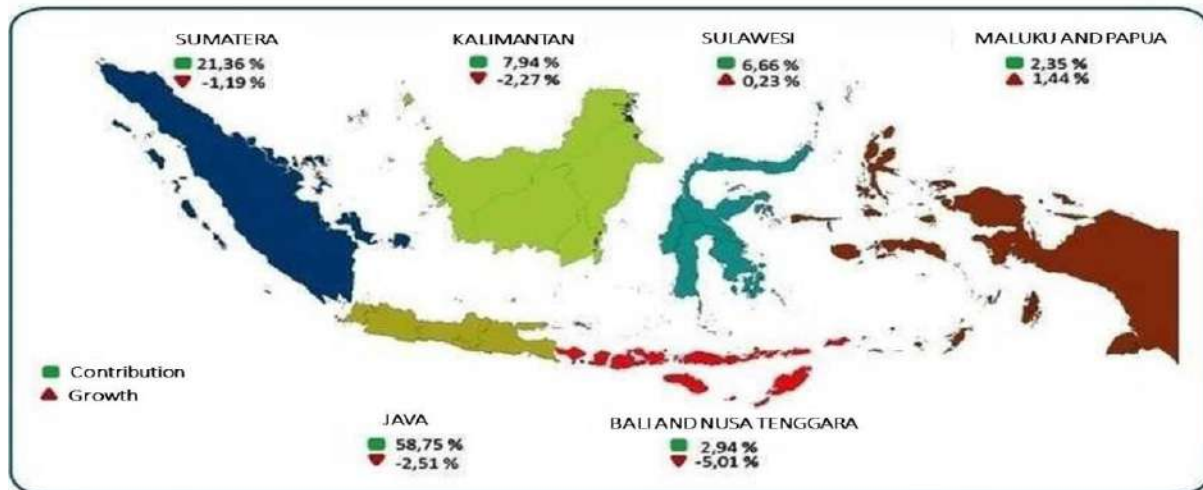 SUMATERA
21,36 %
-1,19 %
KALIMANTAN
7,94 %
-2,27 %
SULAWESI
6,66 %
0,23 %
MALUKU AND PAPUA
2,35 %
1,44 %
Contribution
Growth
JAVA
58,75 %
-2,51 %
BALI AND NUSA TENGGARA
2,94 %
-5,01 %